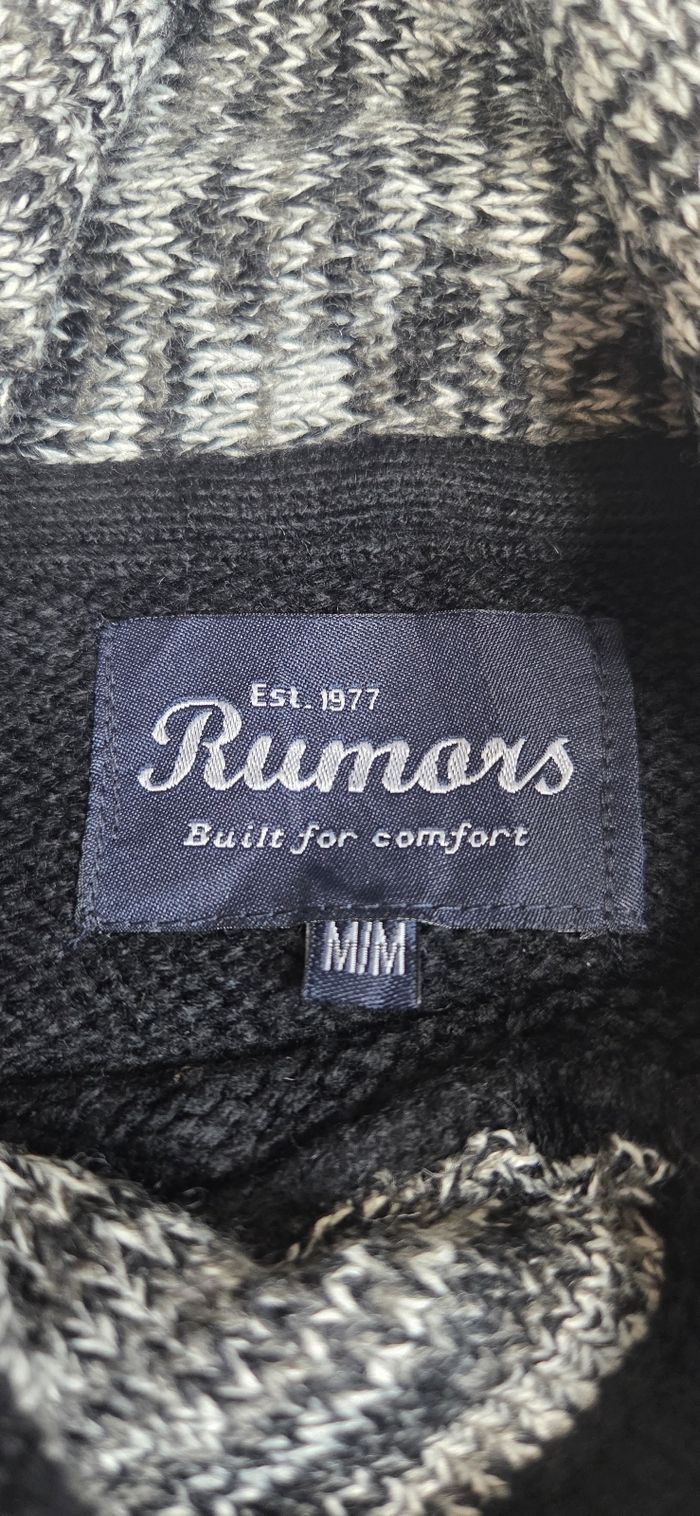 Est. 1977
Rumors
Built for comfort
M/M